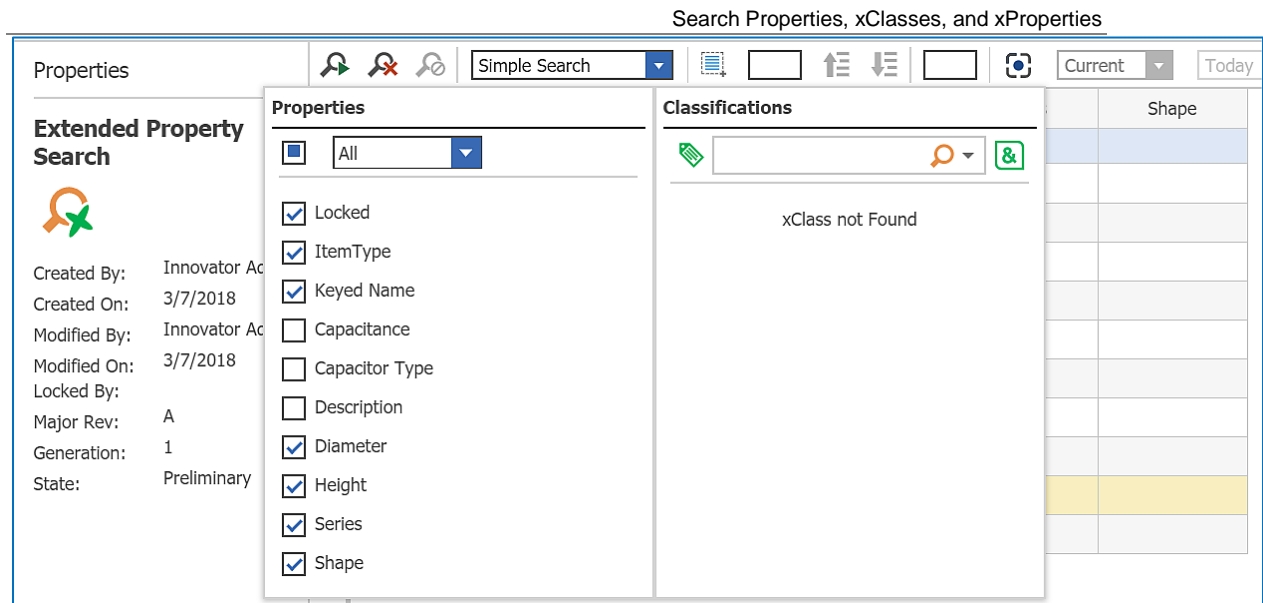 Search Properties, xClasses, and xProperties
Properties
Simple Search
Current
Today
Extended Property
Search
Created By: Innovator Ad
Created On: 3/7/2018
Modified By: Innovator Ad
Modified On: 3/7/2018
Locked By:
Major Rev: A
Generation: 1
State: Preliminary
Properties
All
Locked
ItemType
Keyed Name
Capacitance
Capacitor Type
Description
Diameter
Height
Series
Shape
Classifications
&
xClass not Found
Shape